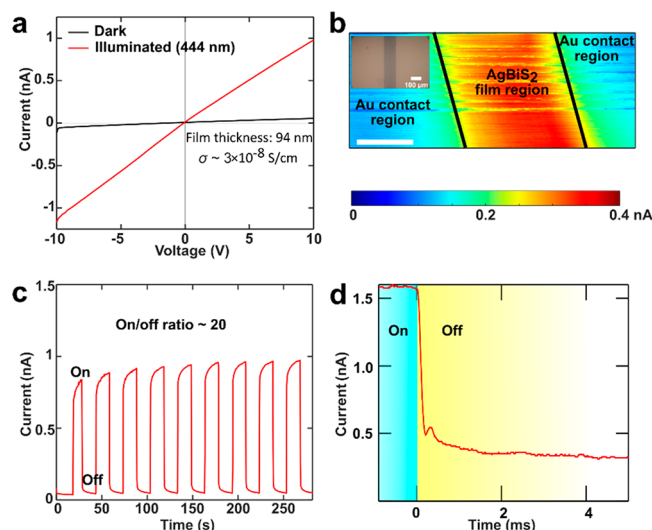 a
Dark
Illuminated (444 nm)
1
0.5
0
-0.5
-1
Current (nA)
Film thickness: 94 nm
σ ~ 3×10⁻⁸ S/cm
-10
-5
0
5
10
Voltage (V)
b
100 µm
Au contact
region
AgBiS₂
film region
Au contact
region
0
0.2
0.4 nA
c
1.5
1
0.5
0
Current (nA)
On/off ratio ~ 20
On
Off
0
50
100
150
200
250
Time (s)
d
1.5
1.0
0.5
Current (nA)
On
Off
0
2
4
Time (ms)